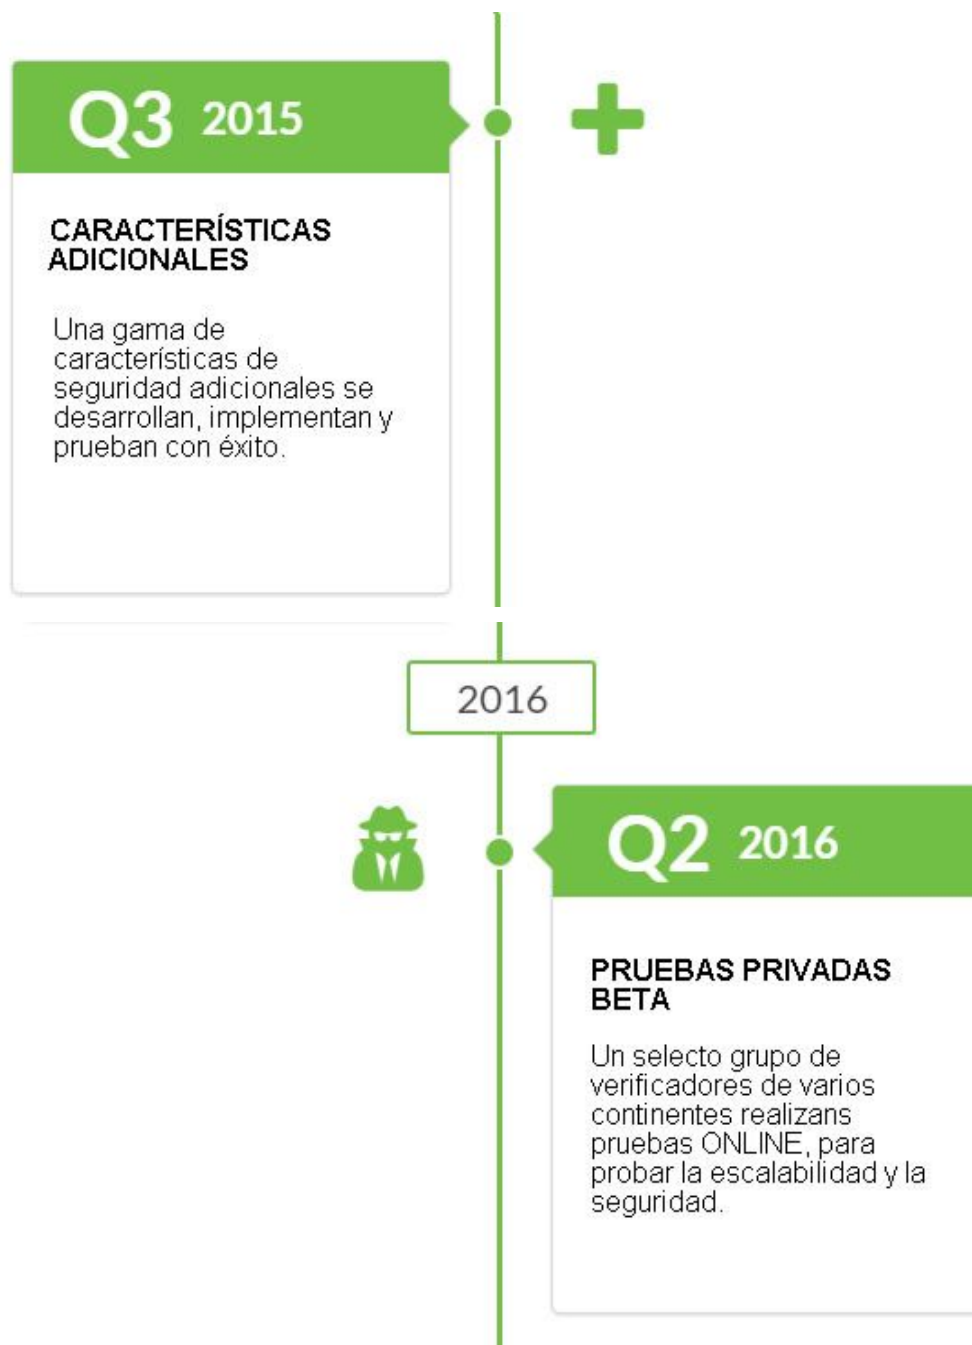 Q3 2015
CARACTERÍSTICAS
ADICIONALES
Una gama de
características de
seguridad adicionales se
desarrollan, implementan y
prueban con éxito.
2016
Q2 2016
PRUEBAS PRIVADAS
BETA
Un selecto grupo de
verificadores de varios
continentes realizans
pruebas ONLINE, para
probar la escalabilidad y la
seguridad.